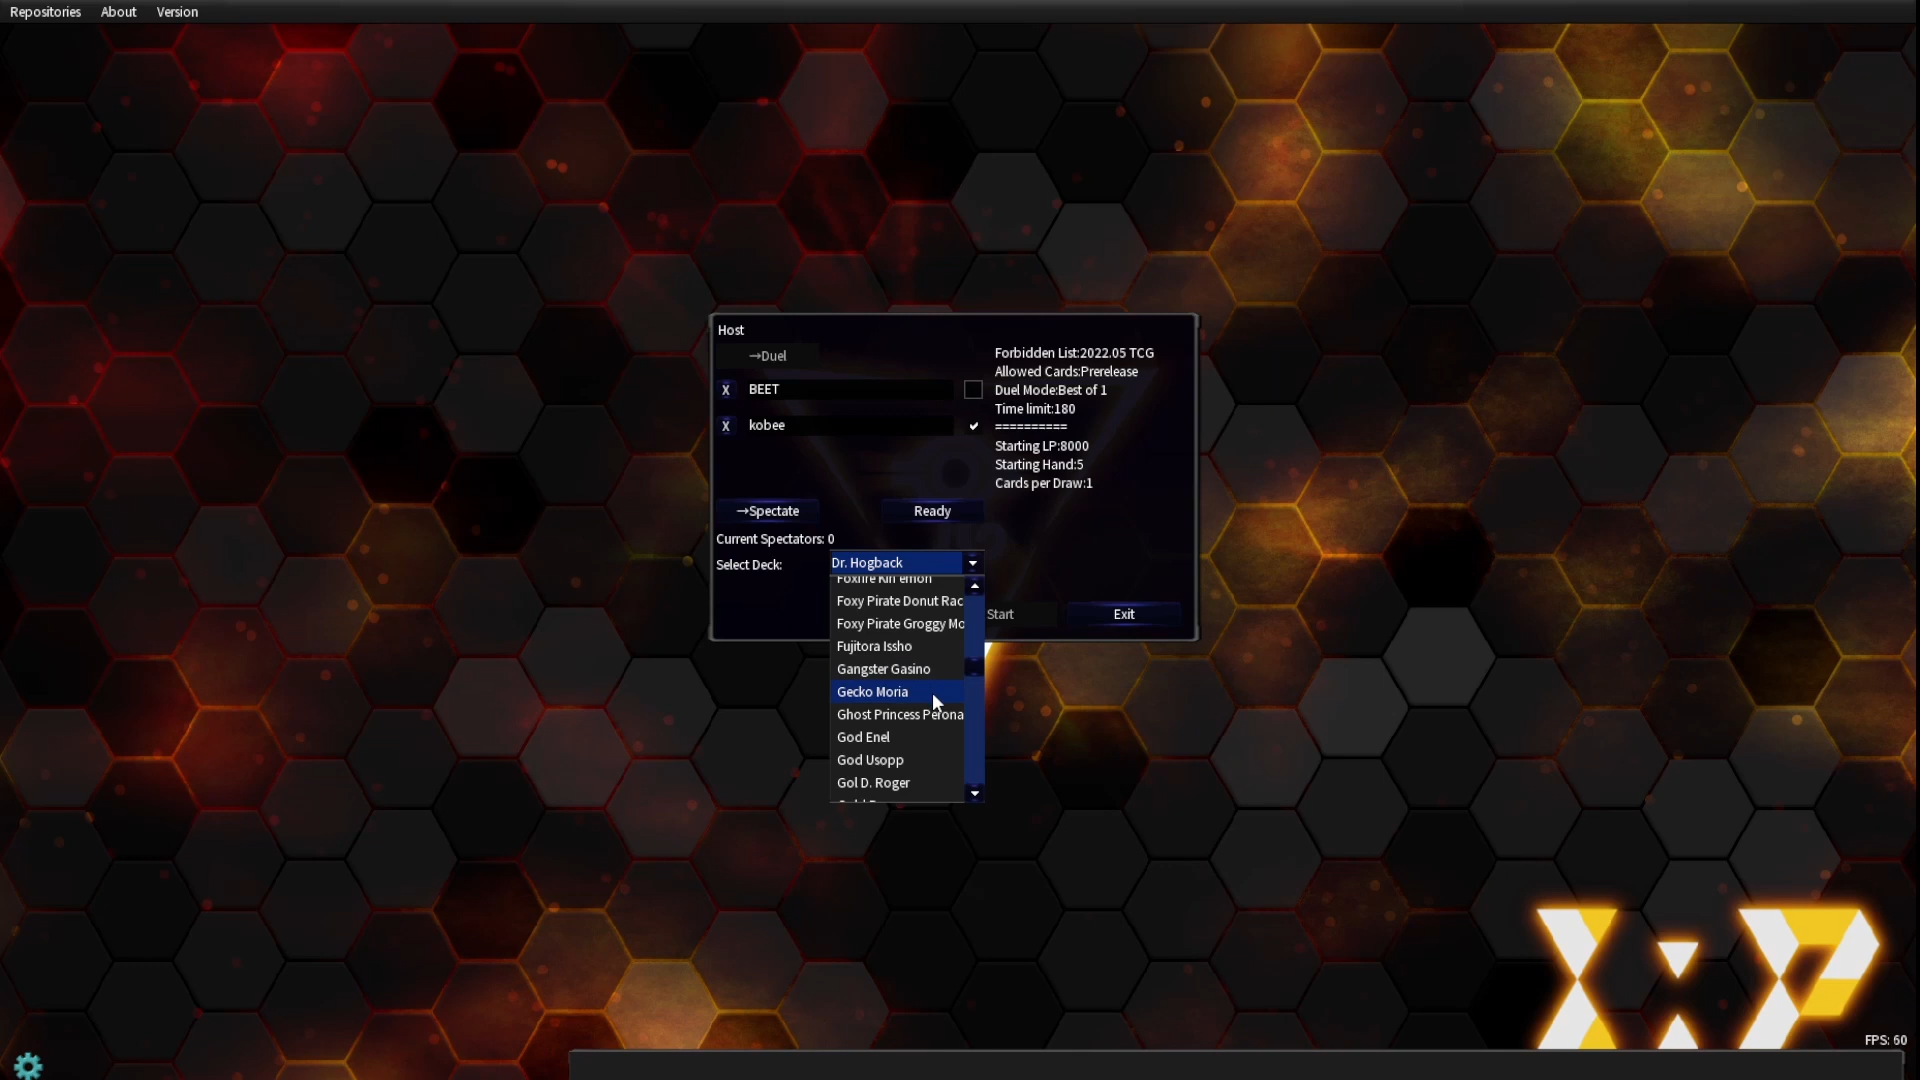 Repositories About Version
Host
→Duel
X BEET
X kobee
Forbidden List:2022.05 TCG
Allowed Cards:Prerelease
Duel Mode:Best of 1
Time limit:180
==========
Starting LP:8000
Starting Hand:5
Cards per Draw:1
→Spectate Ready
Current Spectators: 0
Select Deck: Dr. Hogback
Foxfire Kin'emon
Foxy Pirate Donut Rac
Foxy Pirate Groggy Mo
Fujitora Issho
Gangster Gasino
Gecko Moria
Ghost Princess Perona
God Enel
God Usopp
Gol D. Roger
Start Exit
FPS: 60